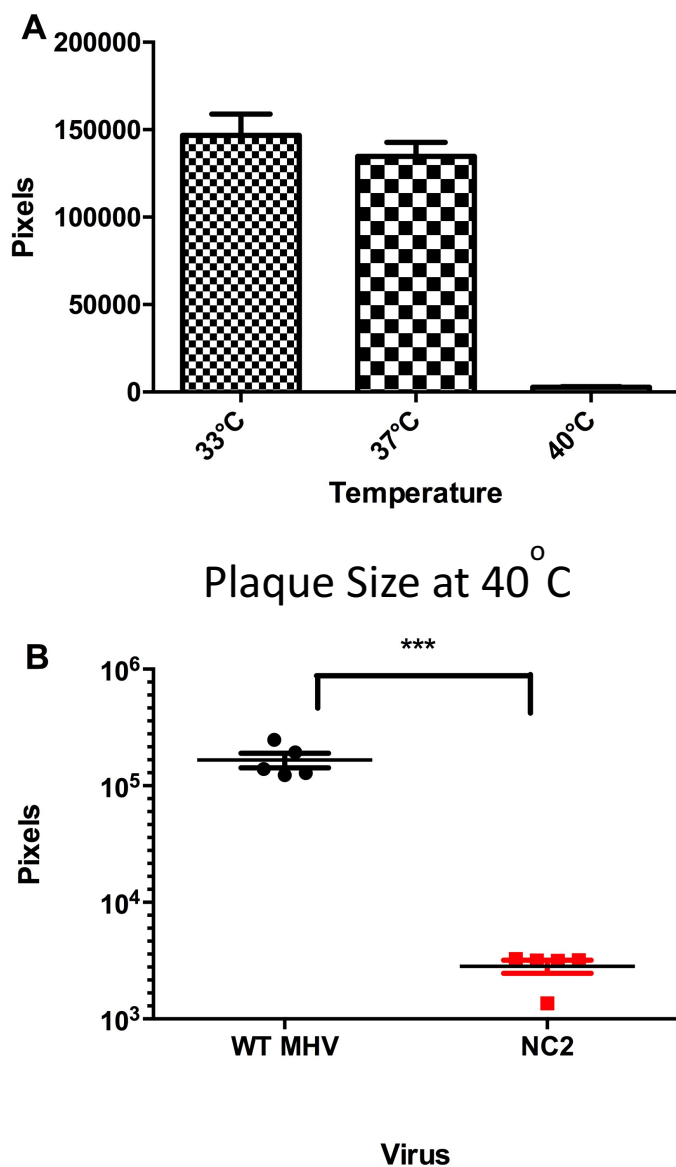 A
200000
150000
100000
50000
0
Pixels
33°C 37°C 40°C
Temperature
Plaque Size at 40°C
B
***
10⁶
10⁵
10⁴
10³
Pixels
WT MHV NC2
Virus